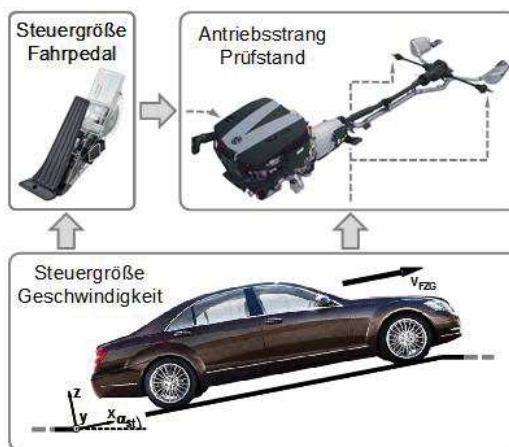 Steuergröße
Fahrpedal
Antriebsstrang
Prüfstand
Steuergröße
Geschwindigkeit
v_FZG
z
y
x
α_st